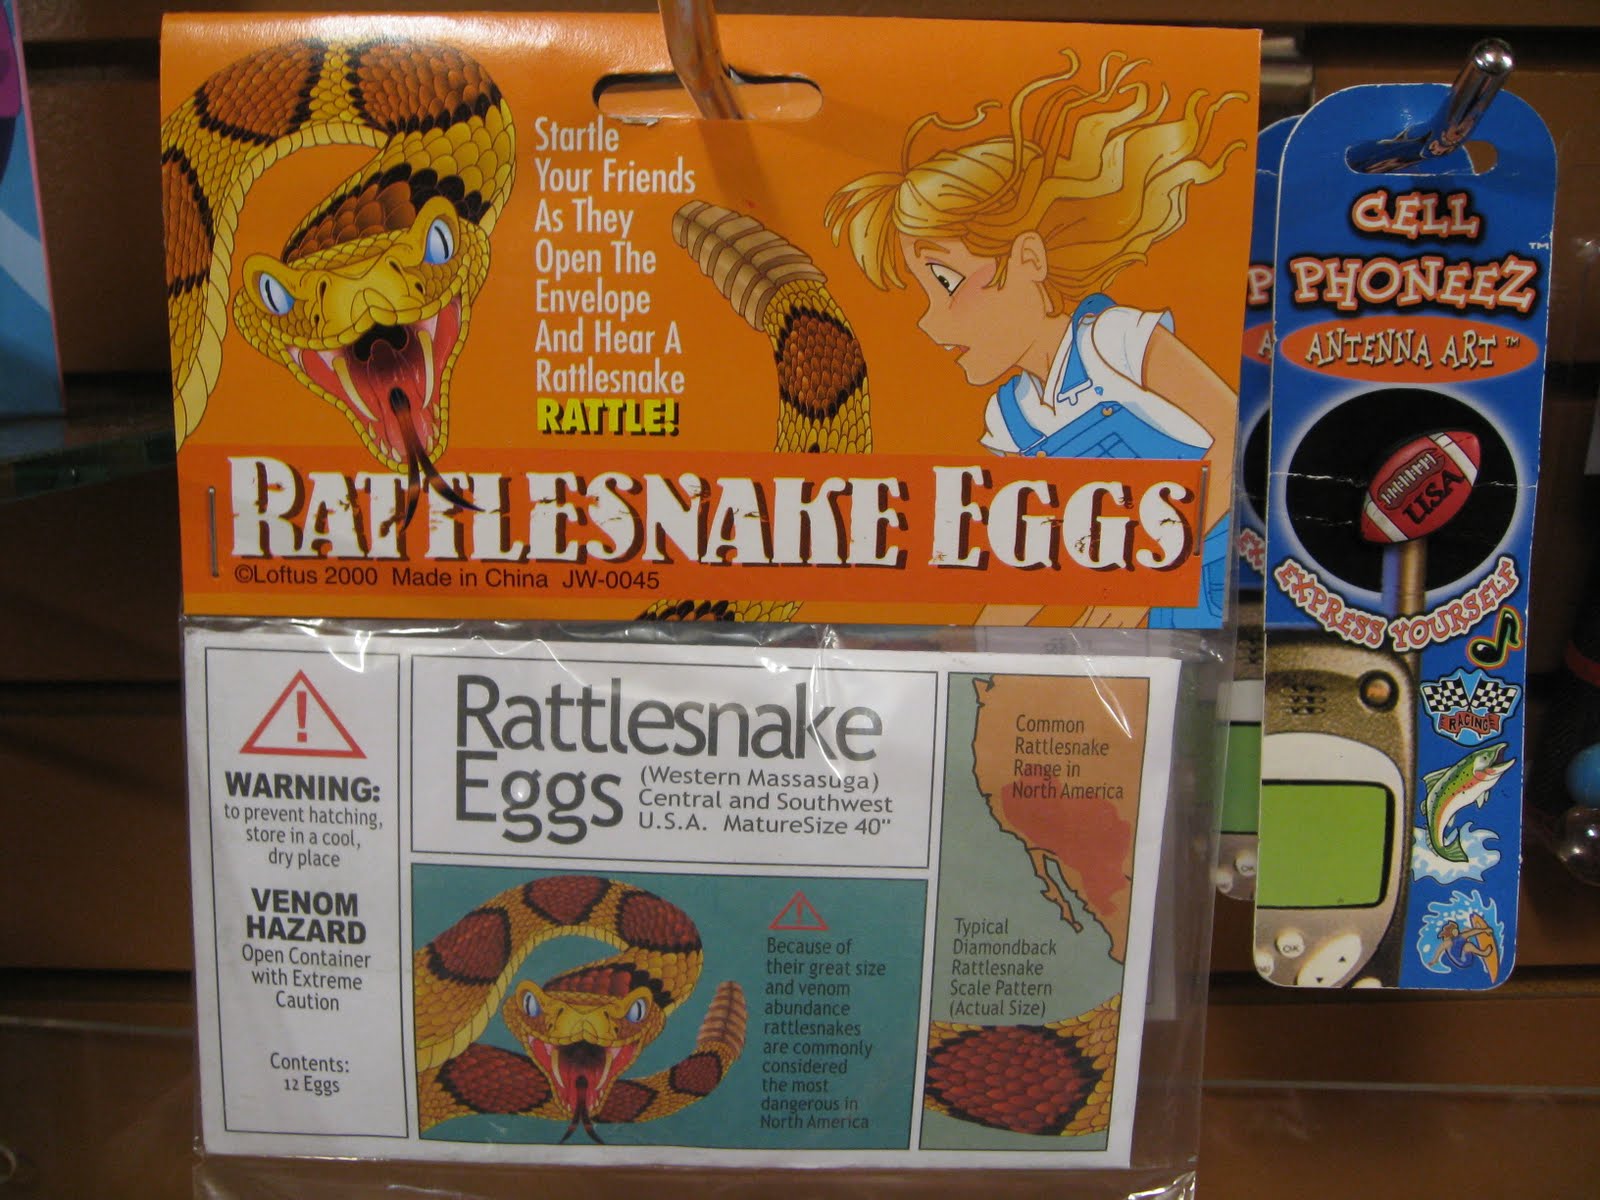 Startle
Your Friends
As They
Open The
Envelope
And Hear A
Rattlesnake
RATTLE!
RATTLESNAKE EGGS
©Loftus 2000 Made in China JW-0045
WARNING:
to prevent hatching,
store in a cool,
dry place
VENOM
HAZARD
Open Container
with Extreme
Caution
Contents:
12 Eggs
Rattlesnake
Eggs
(Western Massasuga)
Central and Southwest
U.S.A. MatureSize 40"
Because of
their great size
and venom
abundance
rattlesnakes
are commonly
considered
the most
dangerous in
North America
Common
Rattlesnake
Range in
North America
Typical
Diamondback
Rattlesnake
Scale Pattern
(Actual Size)
CELL
PHONEEZ™
ANTENNA ART™
U.S.A
EXPRESS YOURSELF
RACING
OK